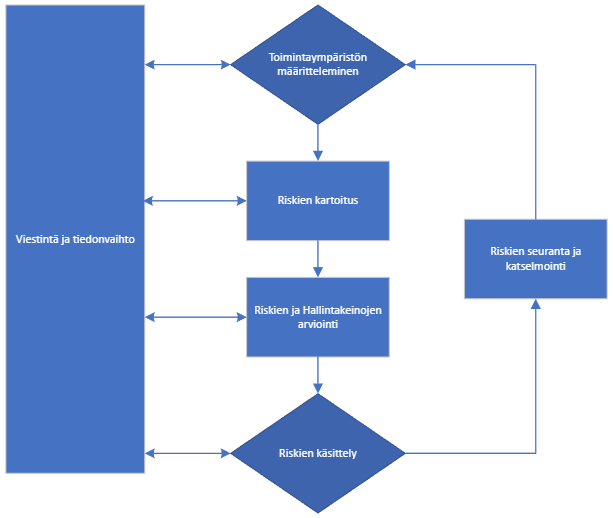 Toimintaympäristön
määritteleminen
Riskien kartoitus
Viestintä ja tiedonvaihto
Riskien seuranta ja
katselmointi
Riskien ja Hallintakeinojen
arviointi
Riskien käsittely